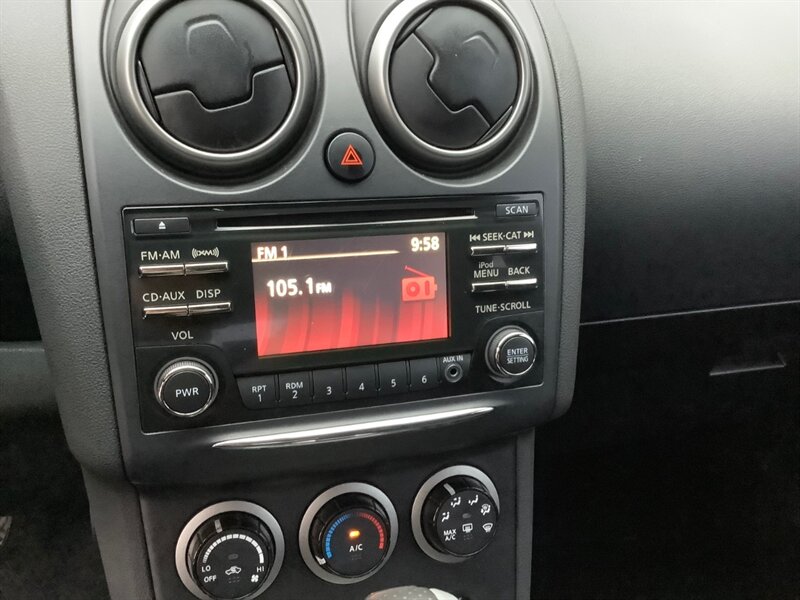 SCAN
FM·AM
((XM))
SEEK·CAT
FM 1
9:58
iPod
MENU
BACK
105.1 FM
CD·AUX
DISP
TUNE·SCROLL
VOL
PWR
RPT
1
RDM
2
3
4
5
6
AUX IN
ENTER
SETTING
LO
HI
OFF
A/C
MAX
A/C